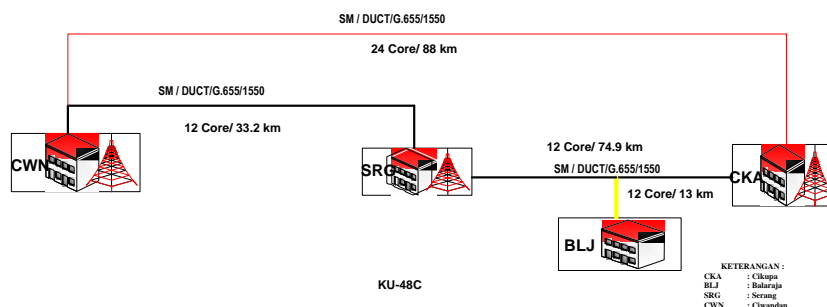 SM / DUCT/G.655/1550
24 Core/ 88 km
SM / DUCT/G.655/1550
12 Core/ 33.2 km
12 Core/ 74.9 km
SM / DUCT/G.655/1550
12 Core/ 13 km
CWN
SRG
CKA
BLJ
KU-48C
KETERANGAN :
CKA : Cikupa
BLJ : Balaraja
SRG : Serang
CWN : Ciwandan